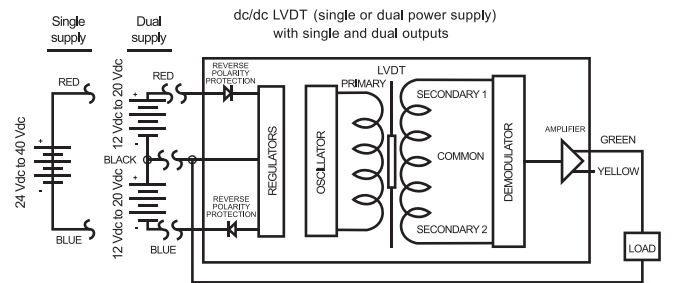 dc/dc LVDT (single or dual power supply)
with single and dual outputs
Single
supply
Dual
supply
RED
RED
24 Vdc to 40 Vdc
+
-
12 Vdc to 20 Vdc
+
-
BLACK
12 Vdc to 20 Vdc
+
-
BLUE
BLUE
REVERSE
POLARITY
PROTECTION
REVERSE
POLARITY
PROTECTION
REGULATORS
OSCILLATOR
PRIMARY
LVDT
SECONDARY 1
COMMON
SECONDARY 2
DEMODULATOR
AMPLIFIER
GREEN
YELLOW
LOAD